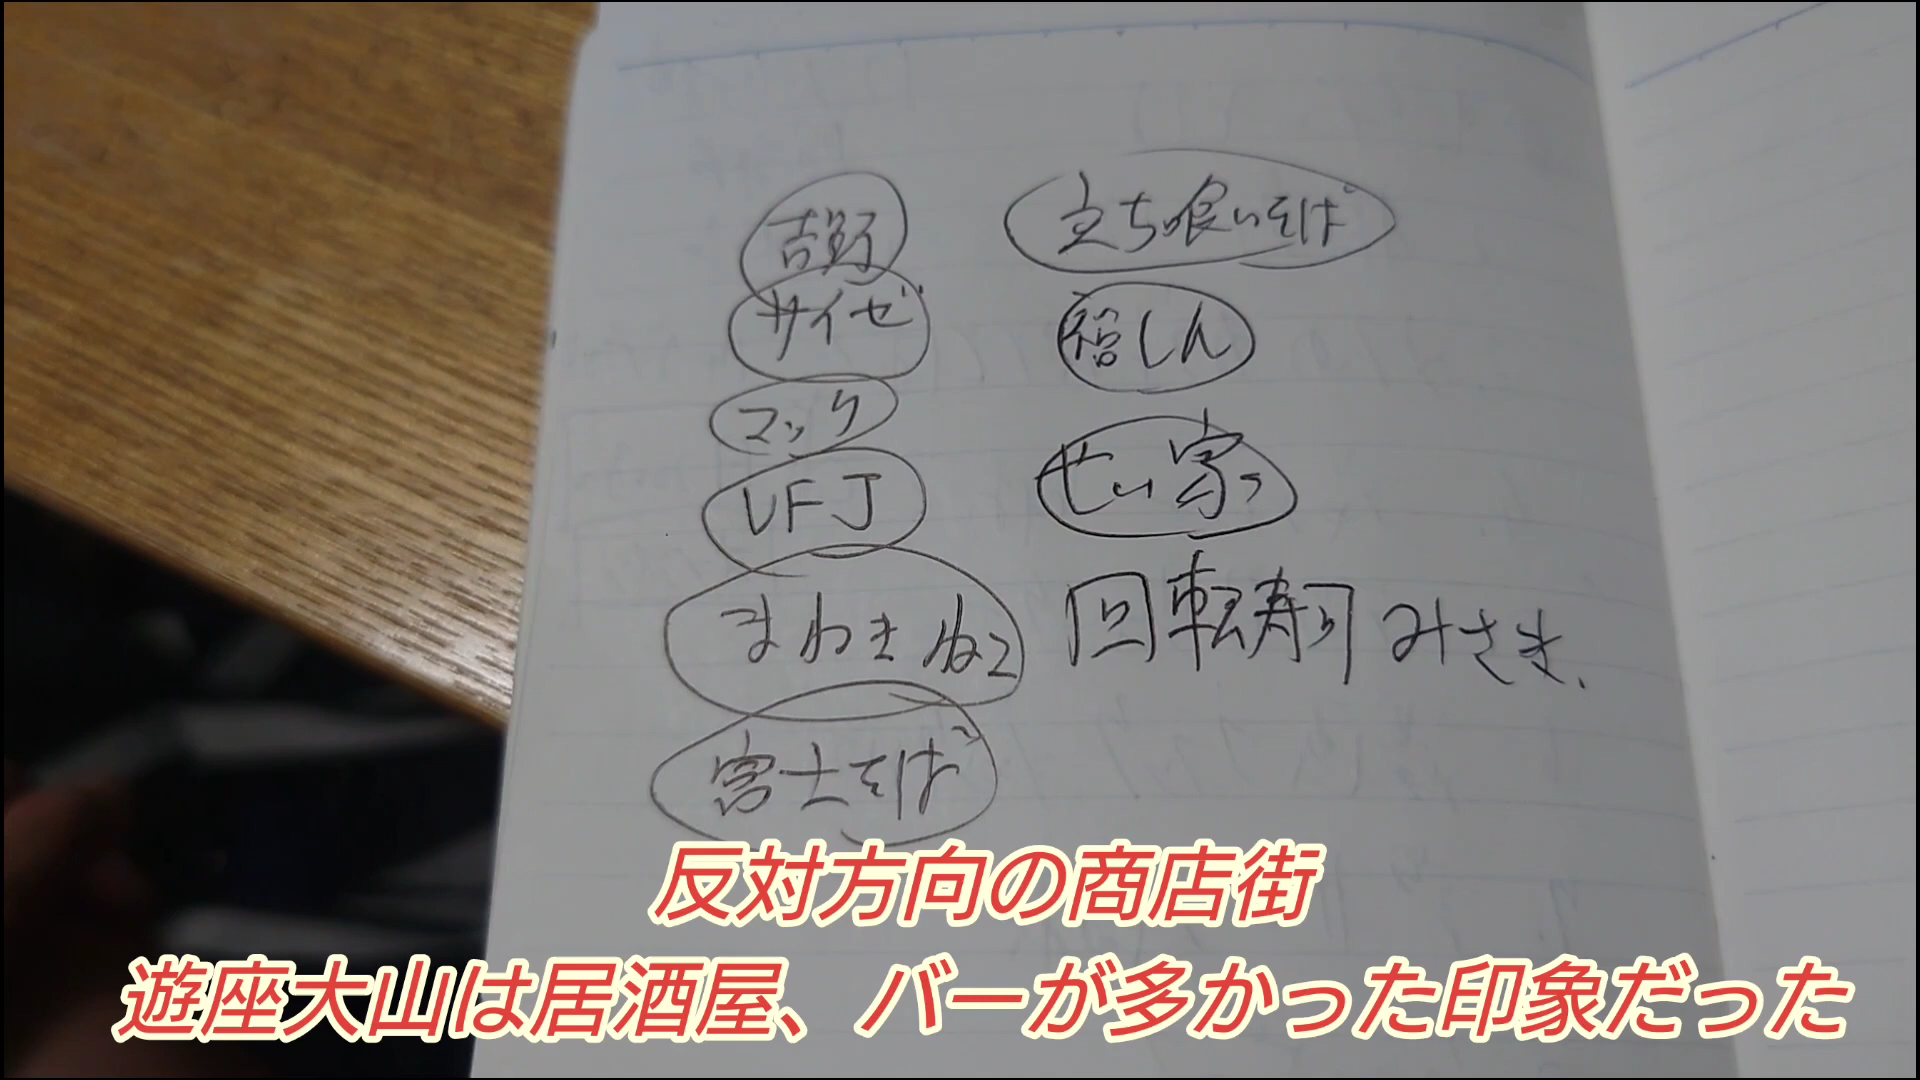 吉野
サイゼ
マック
UFJ
まねきねこ
富士そば
立ち喰いそば
福しん
せい家
回転寿司 みさき
反対方向の商店街
遊座大山は居酒屋、バーが多かった印象だった